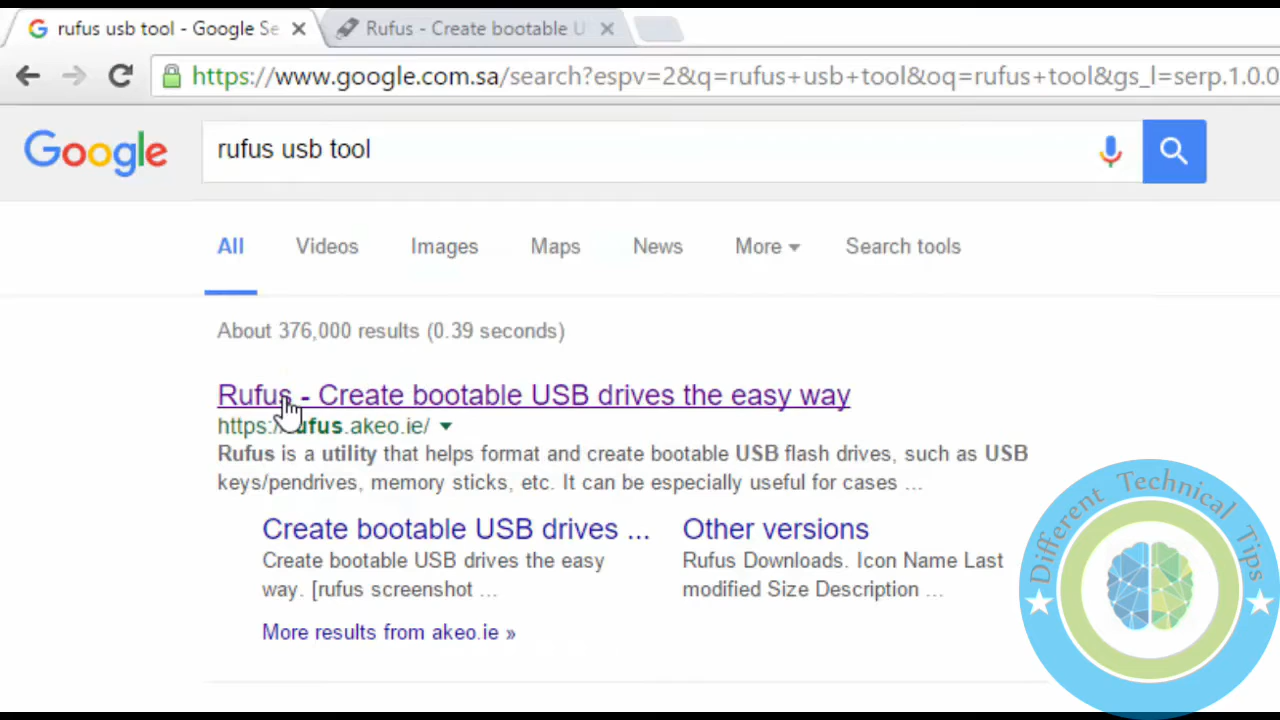 rufus usb tool - Google Se
Rufus - Create bootable U
https://www.google.com.sa/search?espv=2&q=rufus+usb+tool&oq=rufus+tool&gs_l=serp.1.0.0
Google
rufus usb tool
All Videos Images Maps News More Search tools
About 376,000 results (0.39 seconds)
Rufus - Create bootable USB drives the easy way
https://rufus.akeo.ie/
Rufus is a utility that helps format and create bootable USB flash drives, such as USB
keys/pendrives, memory sticks, etc. It can be especially useful for cases ...
Create bootable USB drives ...
Create bootable USB drives the easy
way. [rufus screenshot ...
Other versions
Rufus Downloads. Icon Name Last
modified Size Description ...
More results from akeo.ie »
Different Technical Tips